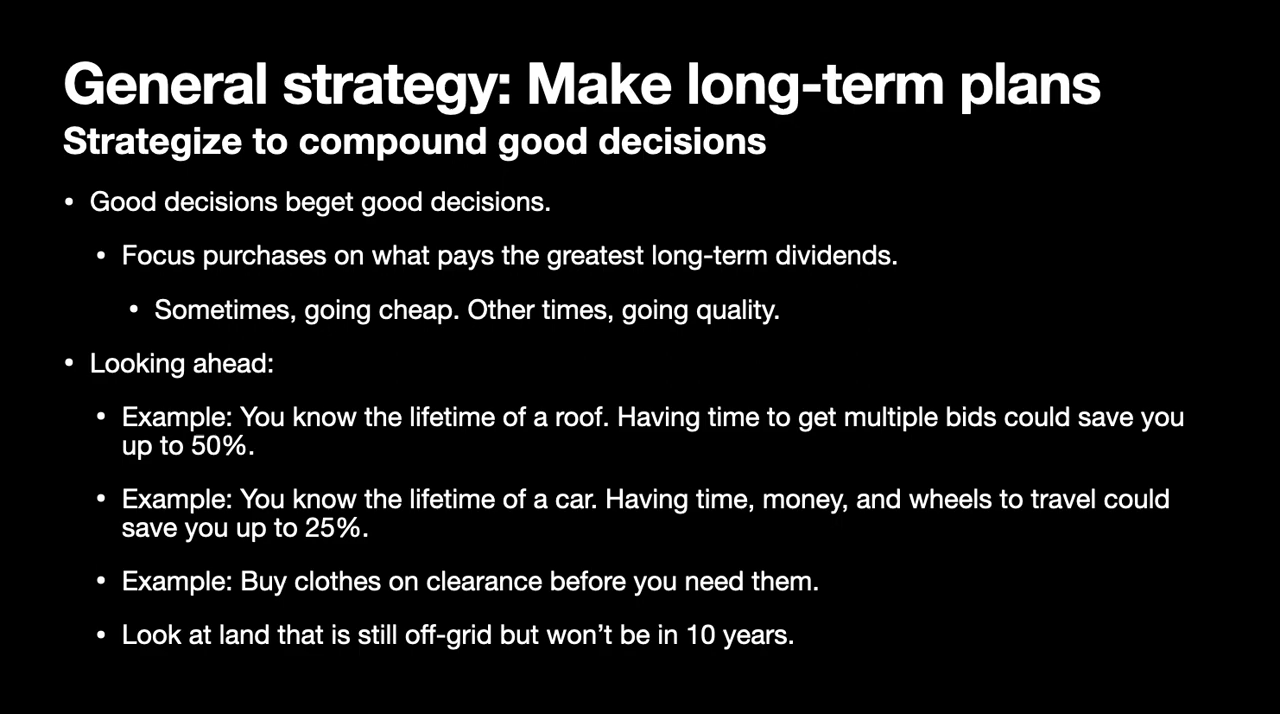 General strategy: Make long-term plans
Strategize to compound good decisions
• Good decisions beget good decisions.
• Focus purchases on what pays the greatest long-term dividends.
• Sometimes, going cheap. Other times, going quality.
• Looking ahead:
• Example: You know the lifetime of a roof. Having time to get multiple bids could save you
up to 50%.
• Example: You know the lifetime of a car. Having time, money, and wheels to travel could
save you up to 25%.
• Example: Buy clothes on clearance before you need them.
• Look at land that is still off-grid but won’t be in 10 years.